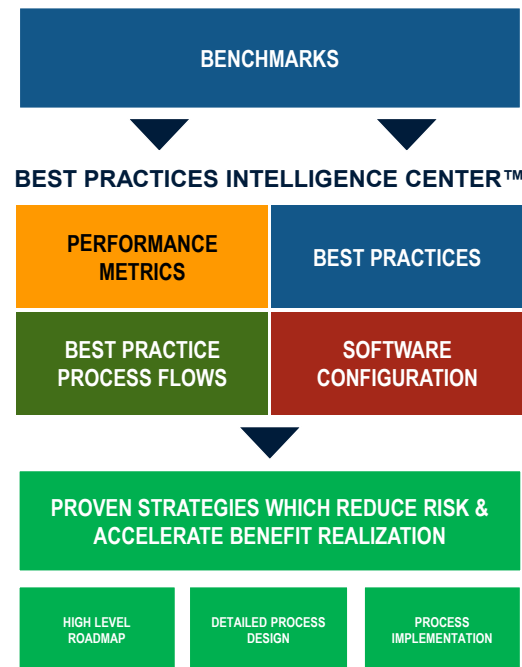 BENCHMARKS
BEST PRACTICES INTELLIGENCE CENTER™
PERFORMANCE
METRICS
BEST PRACTICES
BEST PRACTICE
PROCESS FLOWS
SOFTWARE
CONFIGURATION
PROVEN STRATEGIES WHICH REDUCE RISK &
ACCELERATE BENEFIT REALIZATION
HIGH LEVEL
ROADMAP
DETAILED PROCESS
DESIGN
PROCESS
IMPLEMENTATION